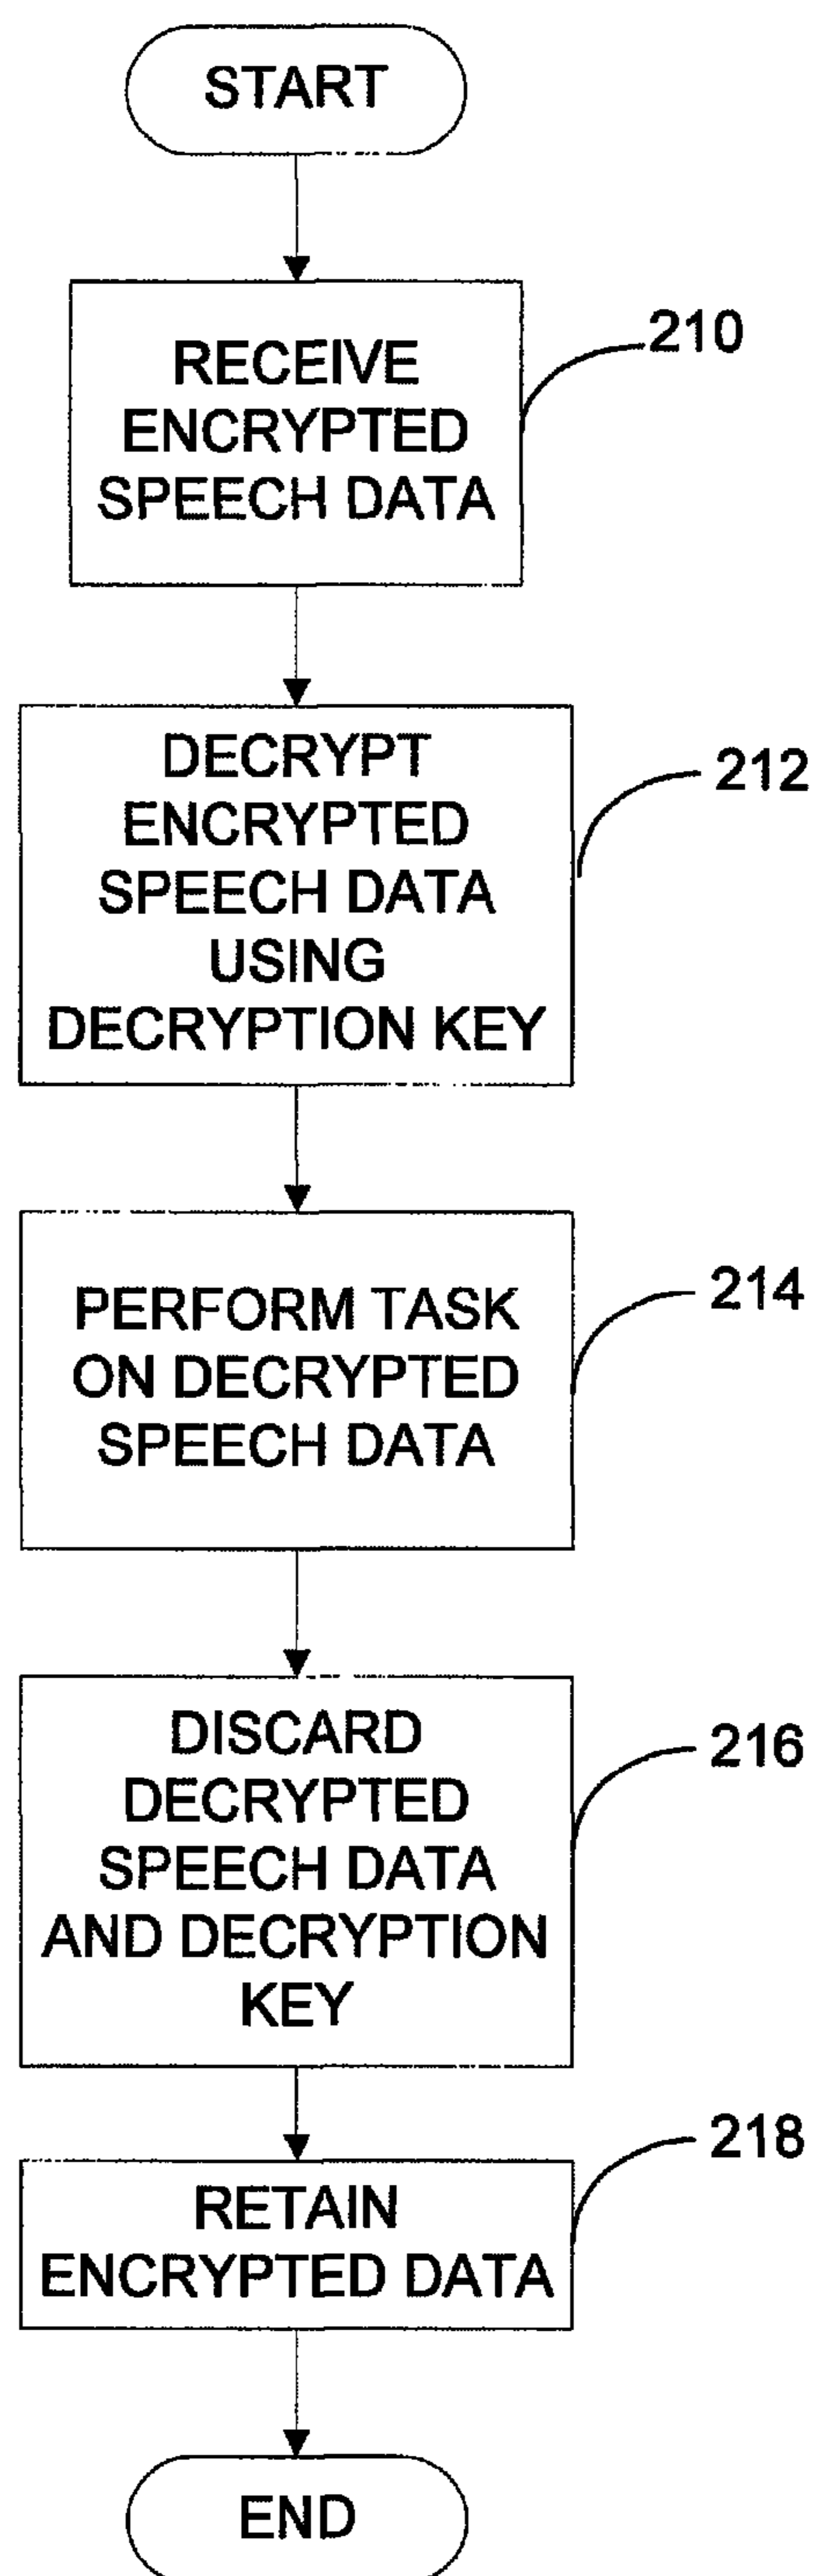 START
RECEIVE
ENCRYPTED
SPEECH DATA
210
DECRYPT
ENCRYPTED
SPEECH DATA
USING
DECRYPTION KEY
212
PERFORM TASK
ON DECRYPTED
SPEECH DATA
214
DISCARD
DECRYPTED
SPEECH DATA
AND DECRYPTION
KEY
216
RETAIN
ENCRYPTED DATA
218
END